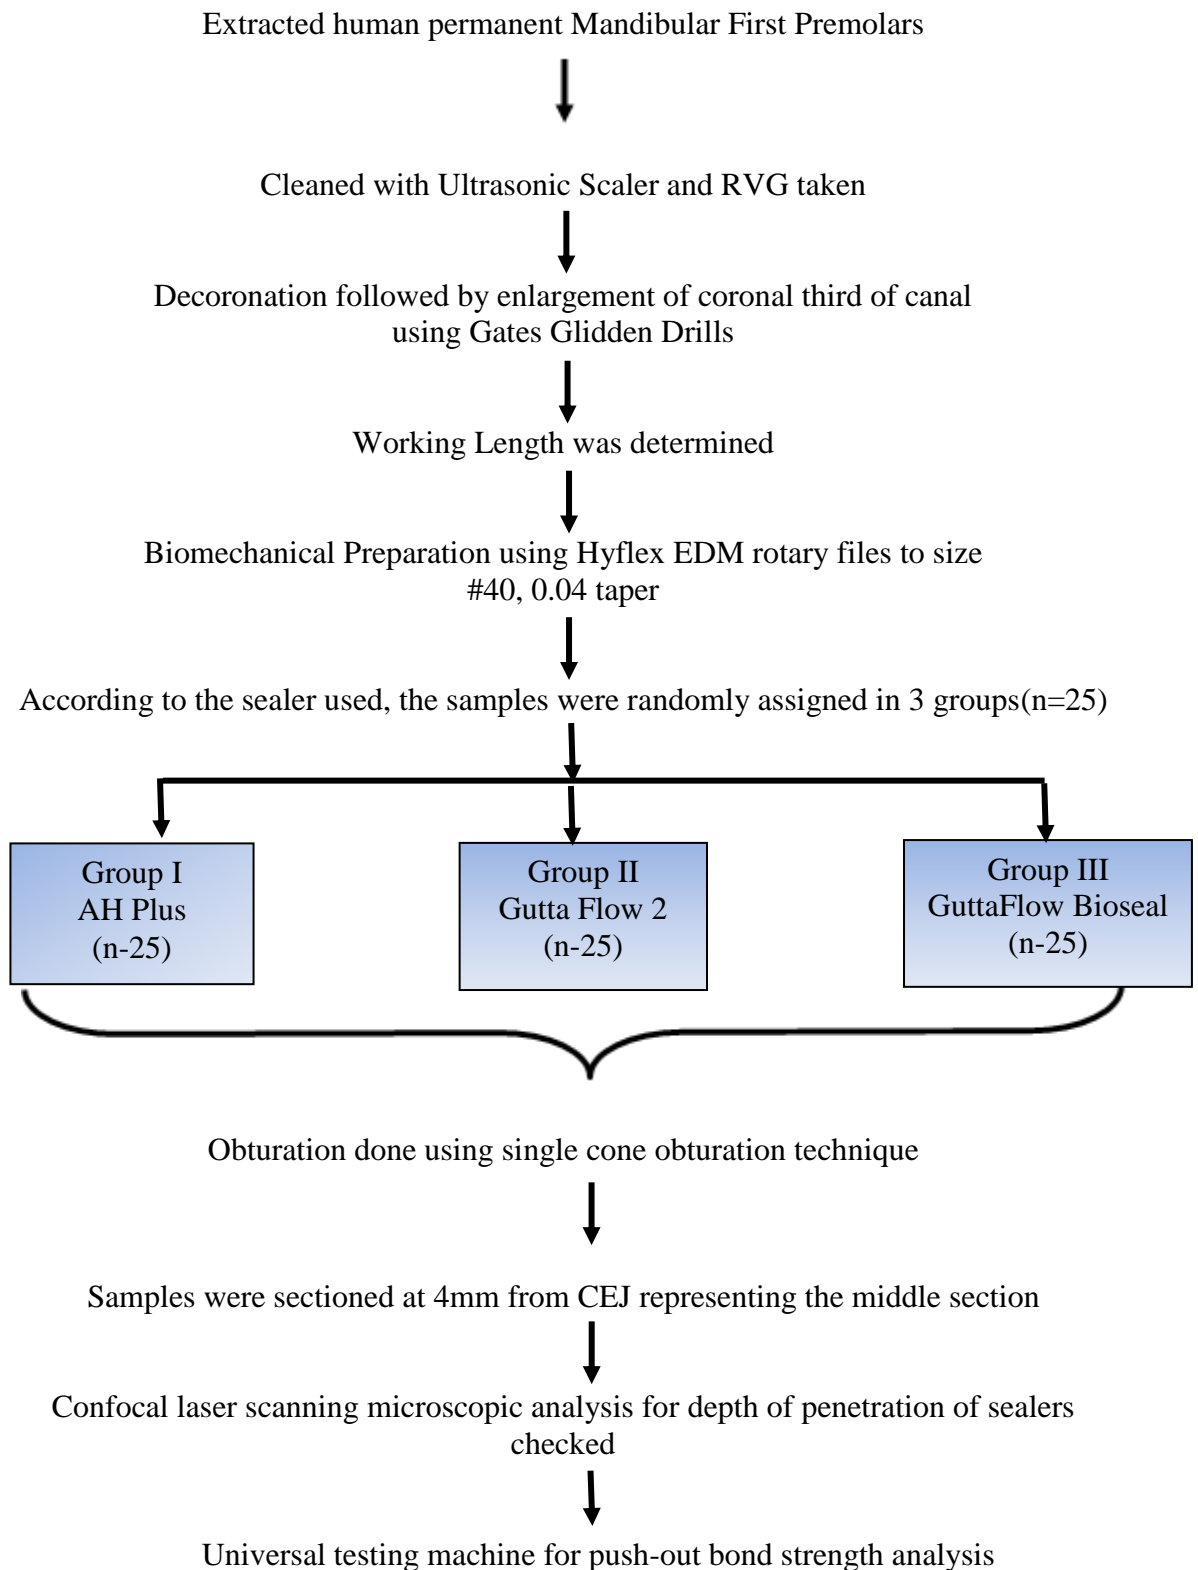 Extracted human permanent Mandibular First Premolars
Cleaned with Ultrasonic Scaler and RVG taken
Decoronation followed by enlargement of coronal third of canal
using Gates Glidden Drills
Working Length was determined
Biomechanical Preparation using Hyflex EDM rotary files to size
#40, 0.04 taper
According to the sealer used, the samples were randomly assigned in 3 groups(n=25)
Group I
AH Plus
(n-25)
Group II
Gutta Flow 2
(n-25)
Group III
GuttaFlow Bioseal
(n-25)
Obturation done using single cone obturation technique
Samples were sectioned at 4mm from CEJ representing the middle section
Confocal laser scanning microscopic analysis for depth of penetration of sealers
checked
Universal testing machine for push-out bond strength analysis